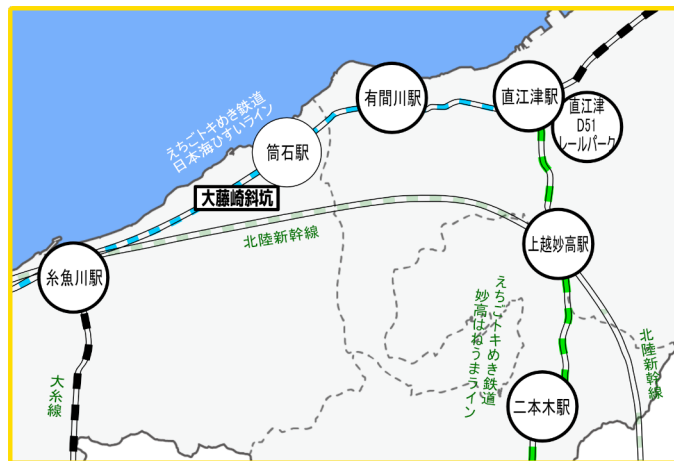 有間川駅
直江津駅
直江津
D51
レールパーク
えちごトキめき鉄道
日本海ひすいライン
筒石駅
大藤崎斜坑
北陸新幹線
上越妙高駅
糸魚川駅
えちごトキめき鉄道
妙高はねうまライン
北陸新幹線
大糸線
二本木駅